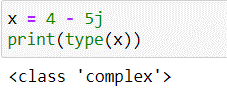 x = 4 - 5j
print(type(x))
<class 'complex'>